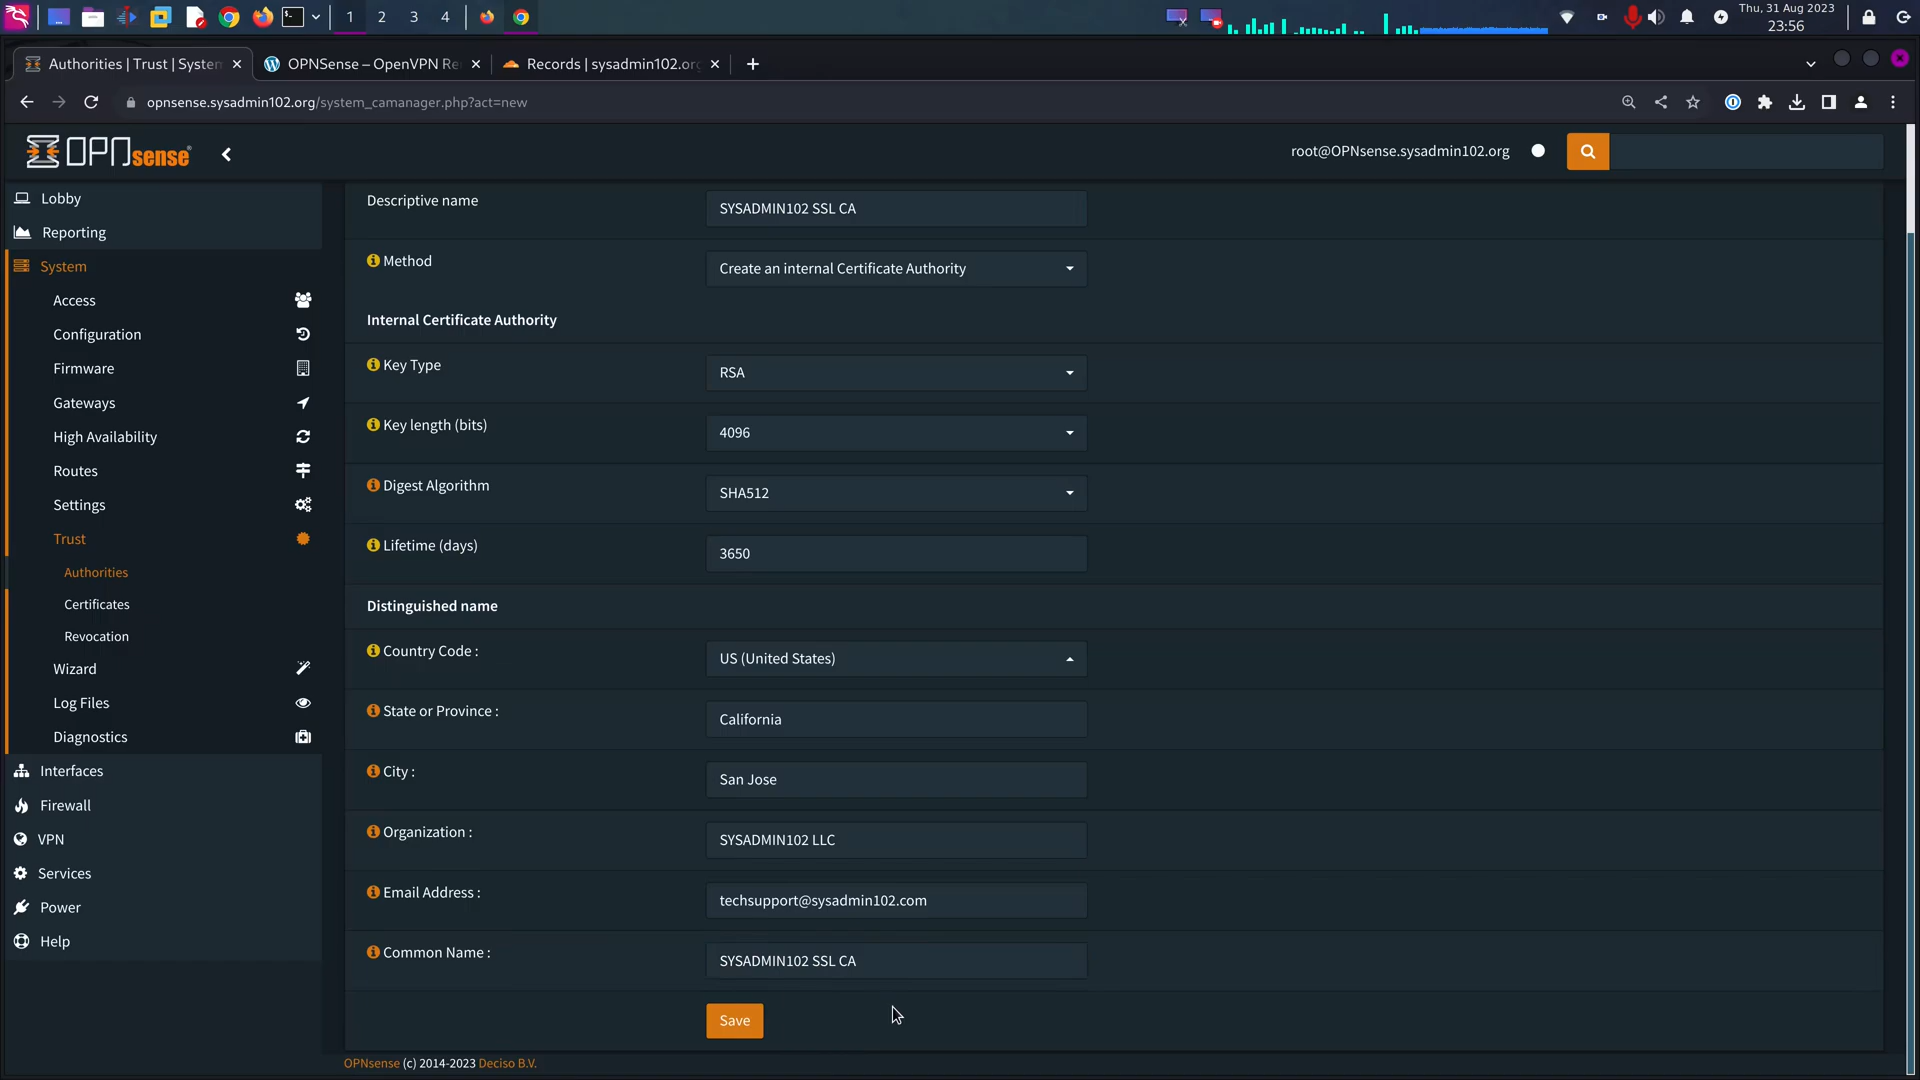 1 2 3 4
Thu, 31 Aug 2023
23:56
Authorities | Trust | System
OPNSense – OpenVPN Re
Records | sysadmin102.org
opnsense.sysadmin102.org/system_camanager.php?act=new
OPNsense
root@OPNsense.sysadmin102.org
Lobby
Reporting
System
Access
Configuration
Firmware
Gateways
High Availability
Routes
Settings
Trust
Authorities
Certificates
Revocation
Wizard
Log Files
Diagnostics
Interfaces
Firewall
VPN
Services
Power
Help
Descriptive name
SYSADMIN102 SSL CA
Method
Create an internal Certificate Authority
Internal Certificate Authority
Key Type
RSA
Key length (bits)
4096
Digest Algorithm
SHA512
Lifetime (days)
3650
Distinguished name
Country Code :
US (United States)
State or Province :
California
City :
San Jose
Organization :
SYSADMIN102 LLC
Email Address :
techsupport@sysadmin102.com
Common Name :
SYSADMIN102 SSL CA
Save
OPNsense (c) 2014-2023 Deciso B.V.